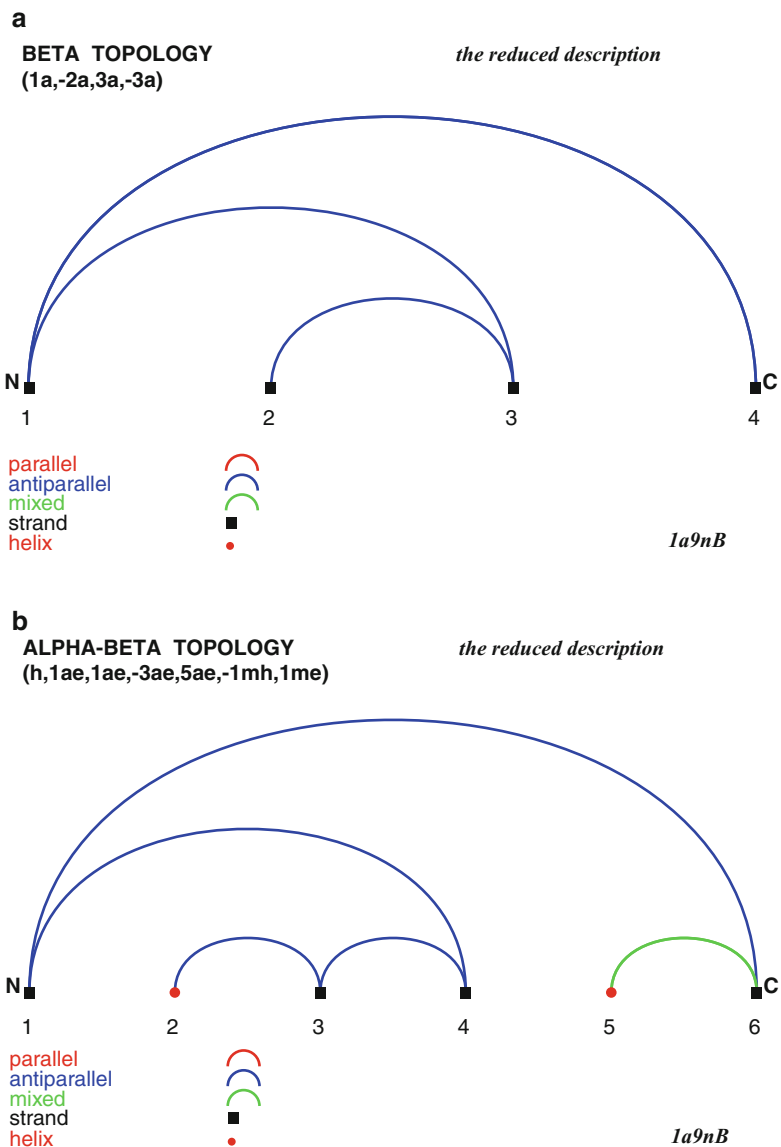 a
BETA TOPOLOGY the reduced description
(1a,-2a,3a,-3a)
N C
1 2 3 4
parallel
antiparallel
mixed
strand
helix 1a9nB
b
ALPHA-BETA TOPOLOGY the reduced description
(h,1ae,1ae,-3ae,5ae,-1mh,1me)
N C
1 2 3 4 5 6
parallel
antiparallel
mixed
strand
helix 1a9nB